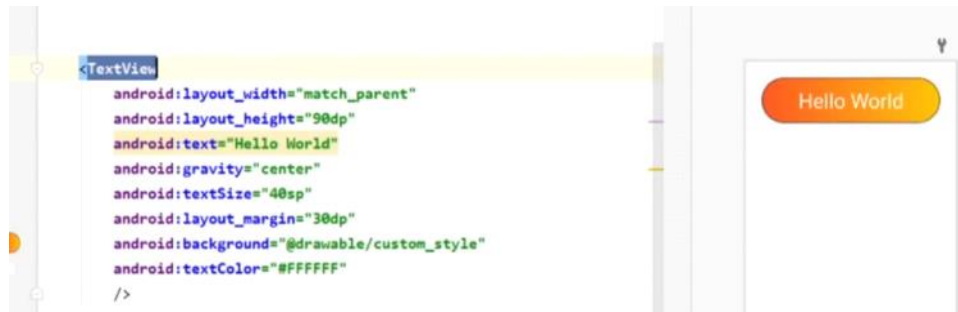 <TextView
android:layout_width="match_parent"
android:layout_height="90dp"
android:text="Hello World"
android:gravity="center"
android:textSize="40sp"
android:layout_margin="30dp"
android:background="@drawable/custom_style"
android:textColor="#FFFFFF"
/>
Hello World